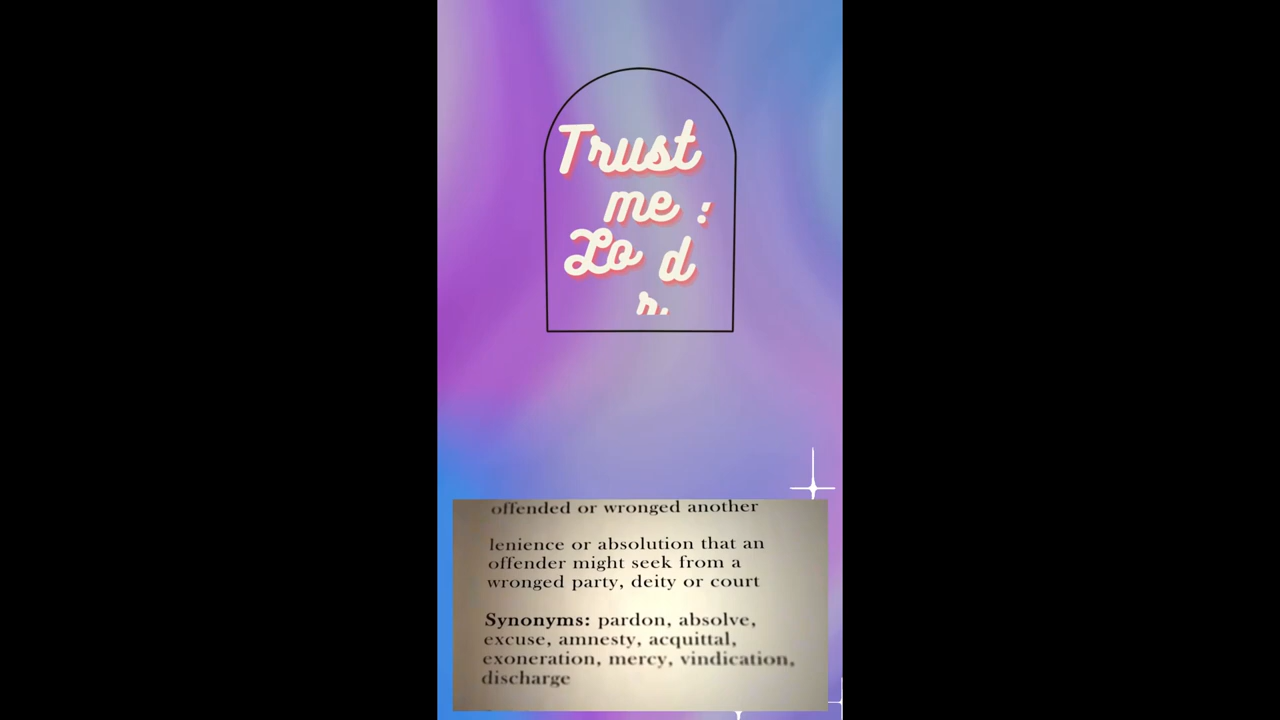 Trust
me :
Lo d
r.
offended or wronged another
lenience or absolution that an
offender might seek from a
wronged party, deity or court
Synonyms: pardon, absolve,
excuse, amnesty, acquittal,
exoneration, mercy, vindication,
discharge